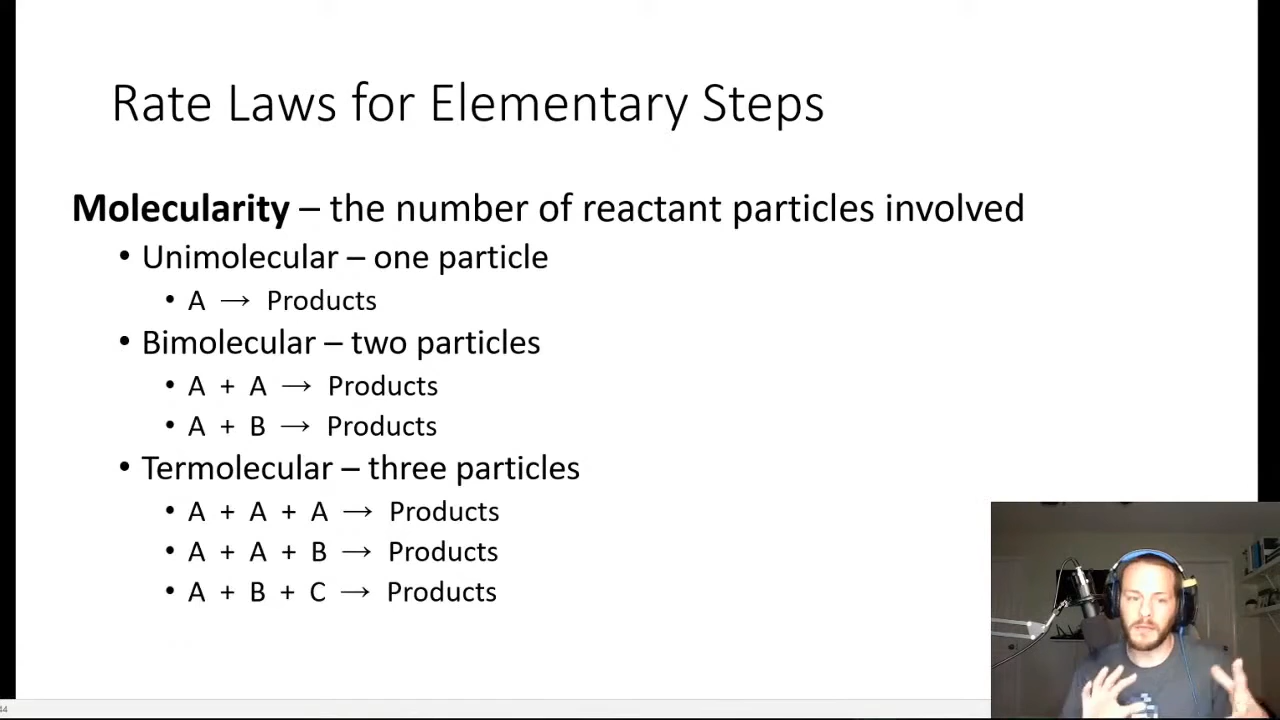 Rate Laws for Elementary Steps
Molecularity – the number of reactant particles involved
• Unimolecular – one particle
• A → Products
• Bimolecular – two particles
• A + A → Products
• A + B → Products
• Termolecular – three particles
• A + A + A → Products
• A + A + B → Products
• A + B + C → Products
44